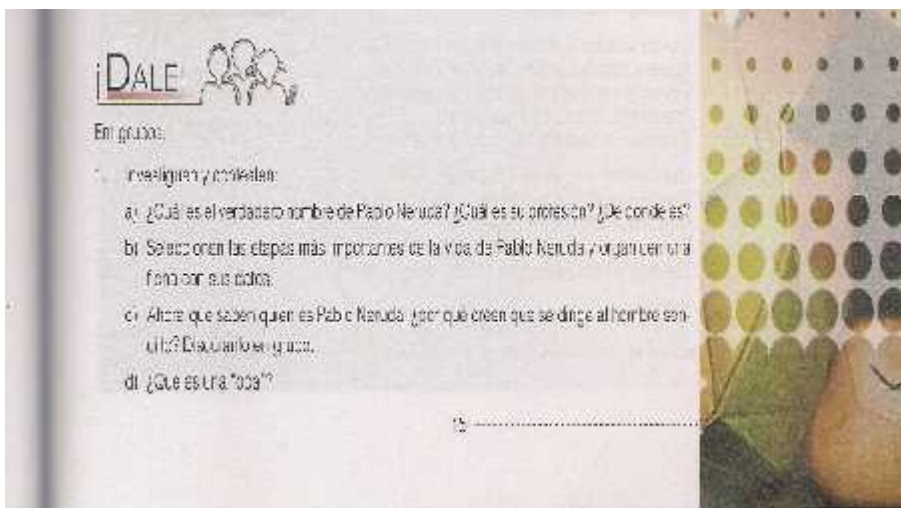 ¡DALE
En grupos.
1. Investiguen y contesten:
a) ¿Cuál es el verdadero nombre de Pablo Neruda? ¿Cuál es su profesión? ¿De dónde es?
b) Seleccionen las etapas más importantes de la vida de Pablo Neruda y organicen una
ficha con sus datos.
c) Ahora que saben quien es Pablo Neruda, ¿por qué creen que se dirige al hombre sen-
cillo? Discútanlo en grupo.
d) ¿Qué es una "oda"?